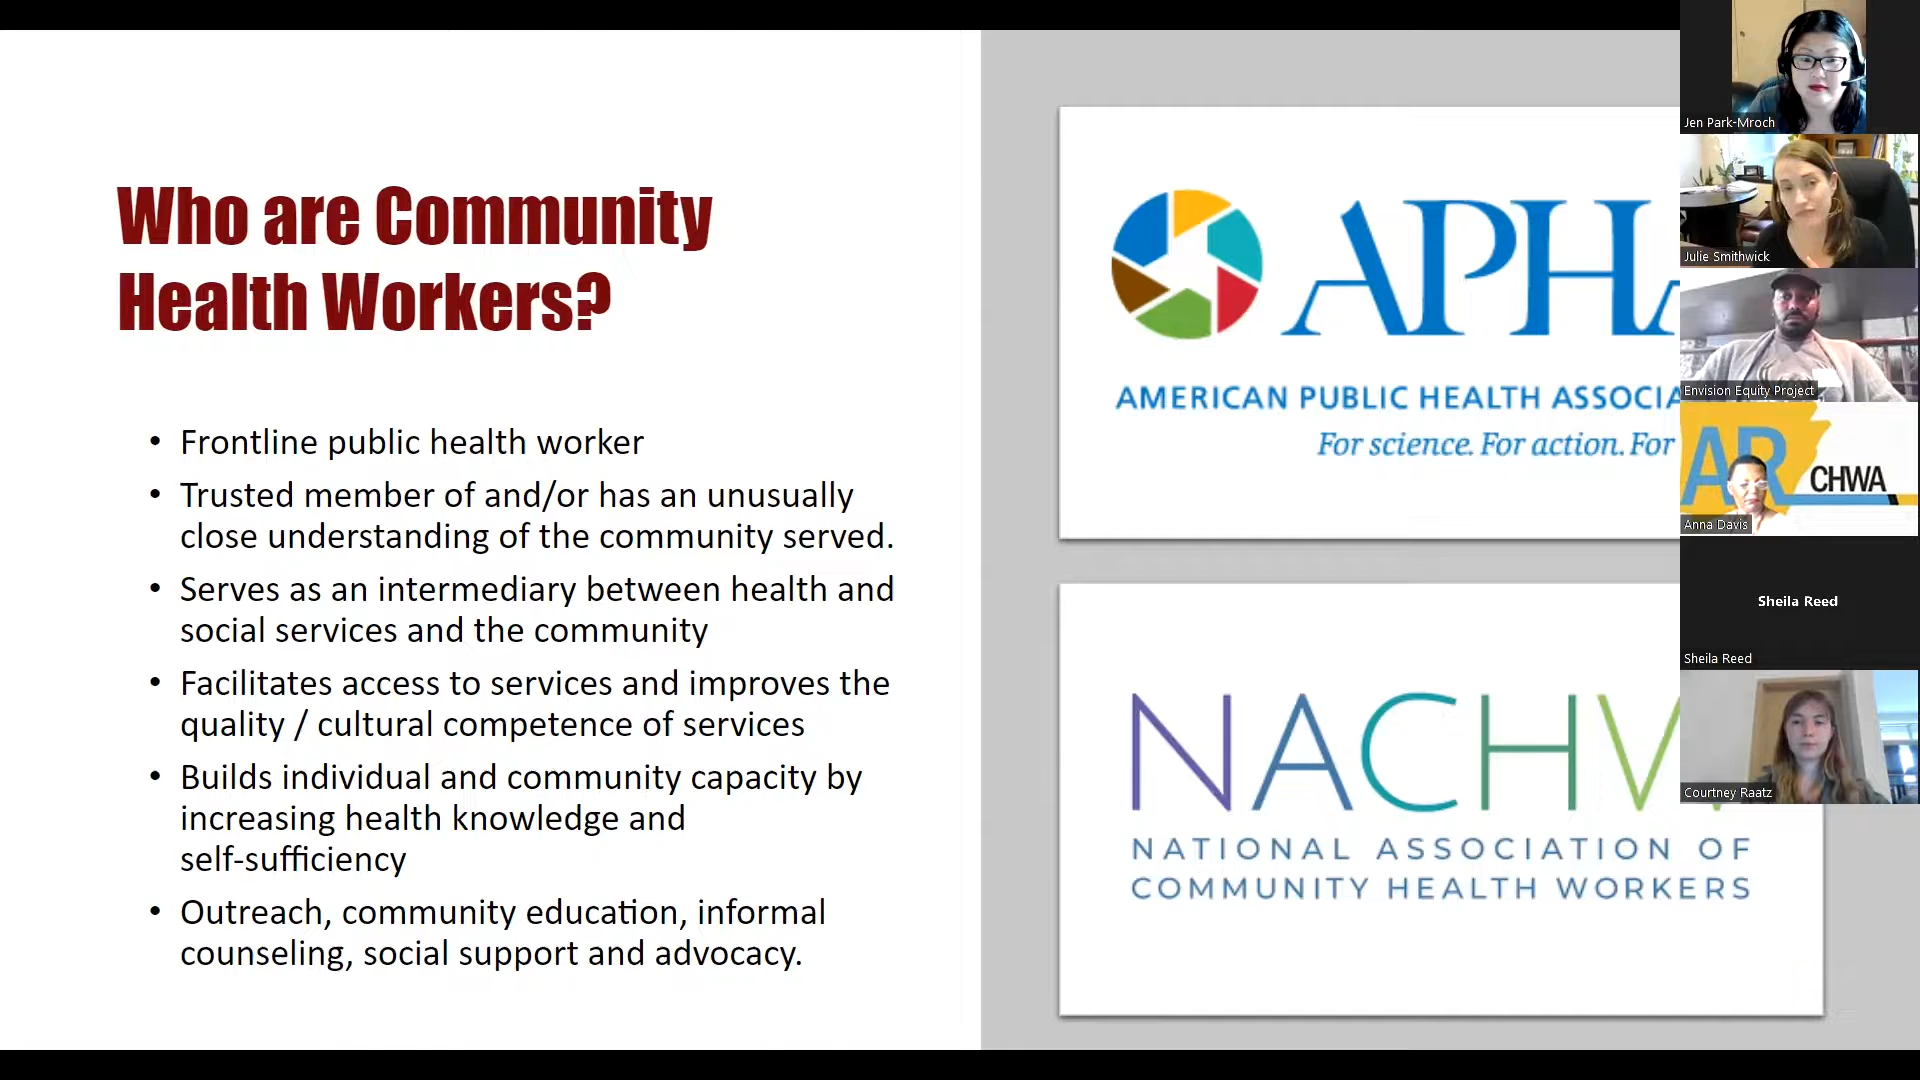 Who are Community
Health Workers?
• Frontline public health worker
• Trusted member of and/or has an unusually
close understanding of the community served.
• Serves as an intermediary between health and
social services and the community
• Facilitates access to services and improves the
quality / cultural competence of services
• Builds individual and community capacity by
increasing health knowledge and
self-sufficiency
• Outreach, community education, informal
counseling, social support and advocacy.
APHA
AMERICAN PUBLIC HEALTH ASSOCIA
For science. For action. For
NACHW
NATIONAL ASSOCIATION OF
COMMUNITY HEALTH WORKERS
Jen Park-Mroch
Julie Smithwick
Envision Equity Project
AR
CHWA
Anna Davis
Sheila Reed
Sheila Reed
Courtney Raatz